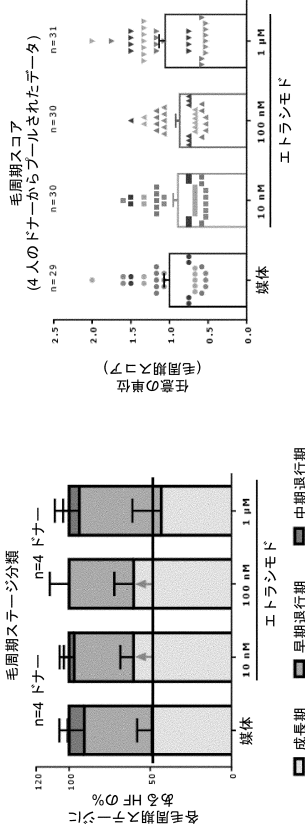 毛周期ステージ分類
n=4 ドナー
n=4 ドナー
各毛周期ステージに
ある HF の%
120
100
50
0
媒体
10 nM
100 nM
1 μM
エトラシモド
成長期
早期退行期
中期退行期
毛周期スコア
(4 人のドナーからプールされたデータ)
n=29
n=30
n=30
n=31
任意の単位
(毛周期スコア)
2.5
2.0
1.5
1.0
0.5
0.0
媒体
10 nM
100 nM
1 μM
エトラシモド